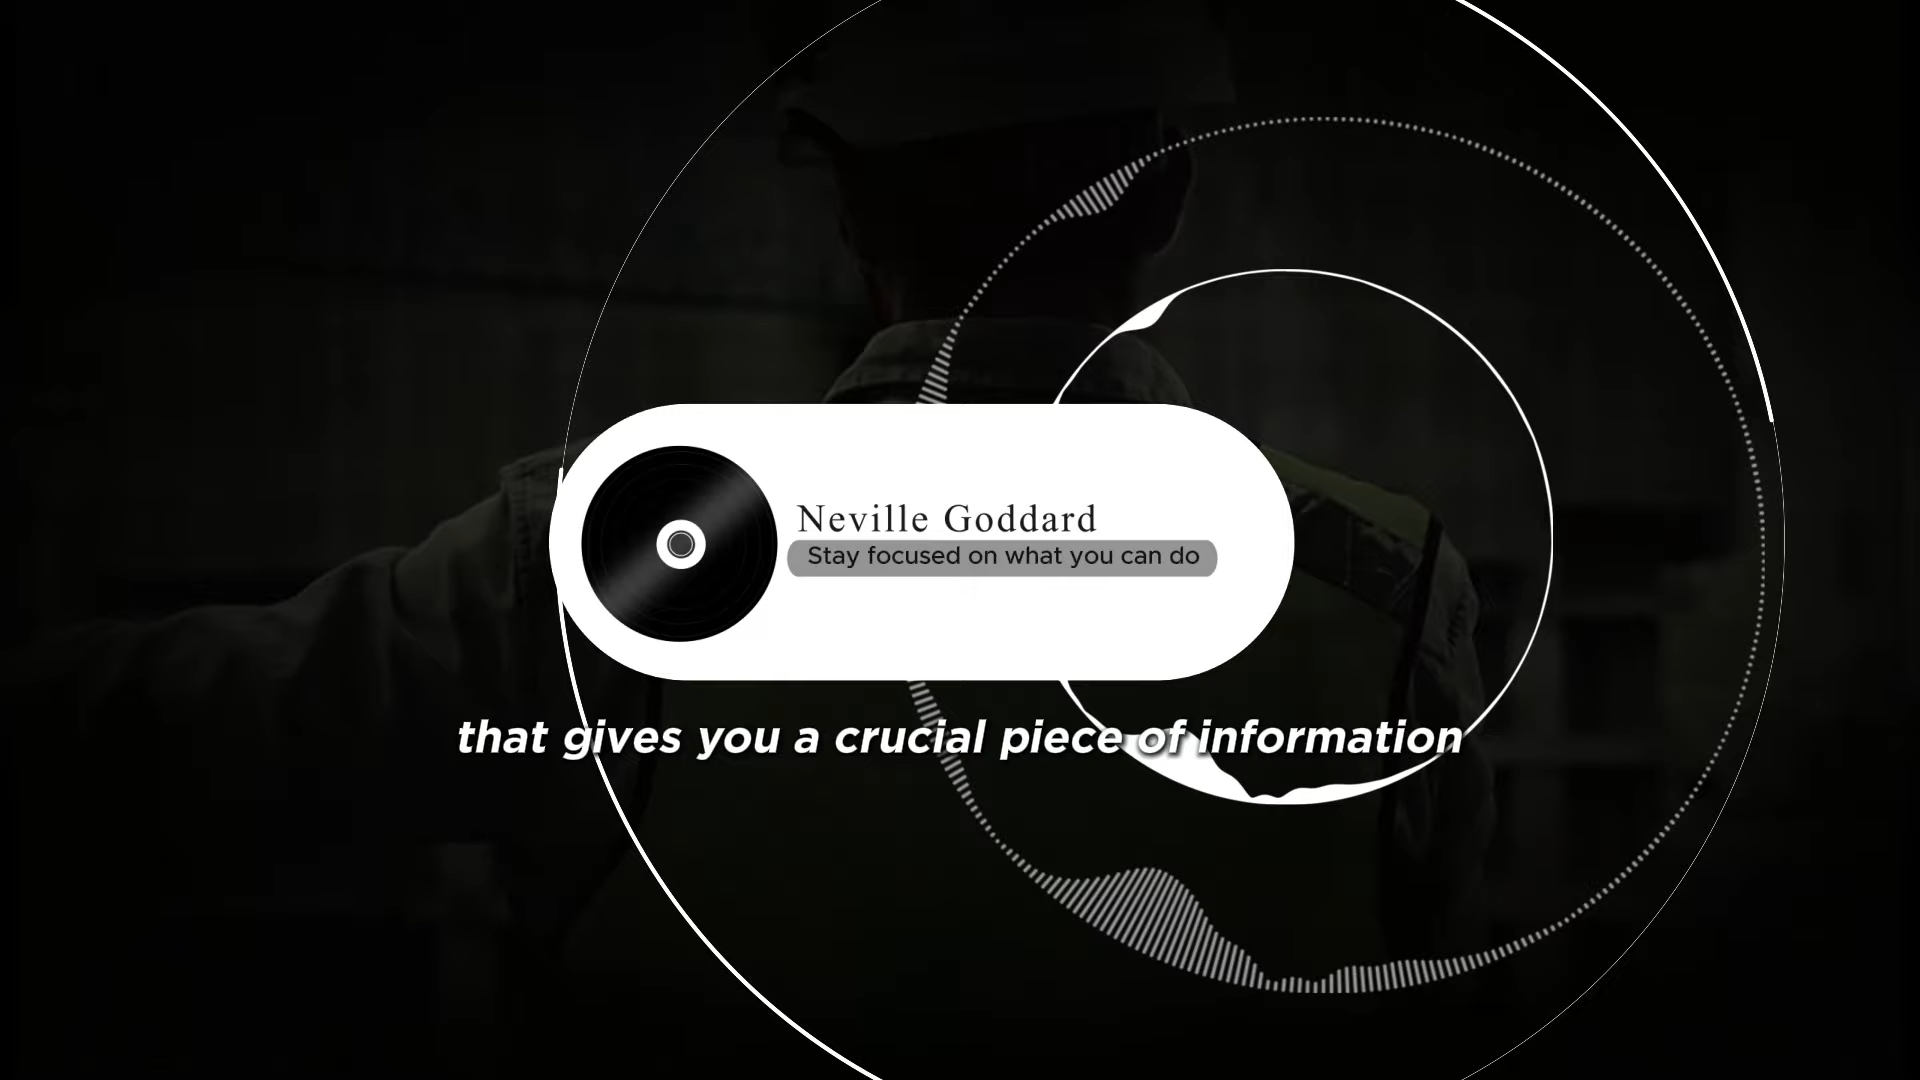 Neville Goddard
Stay focused on what you can do
that gives you a crucial piece of information